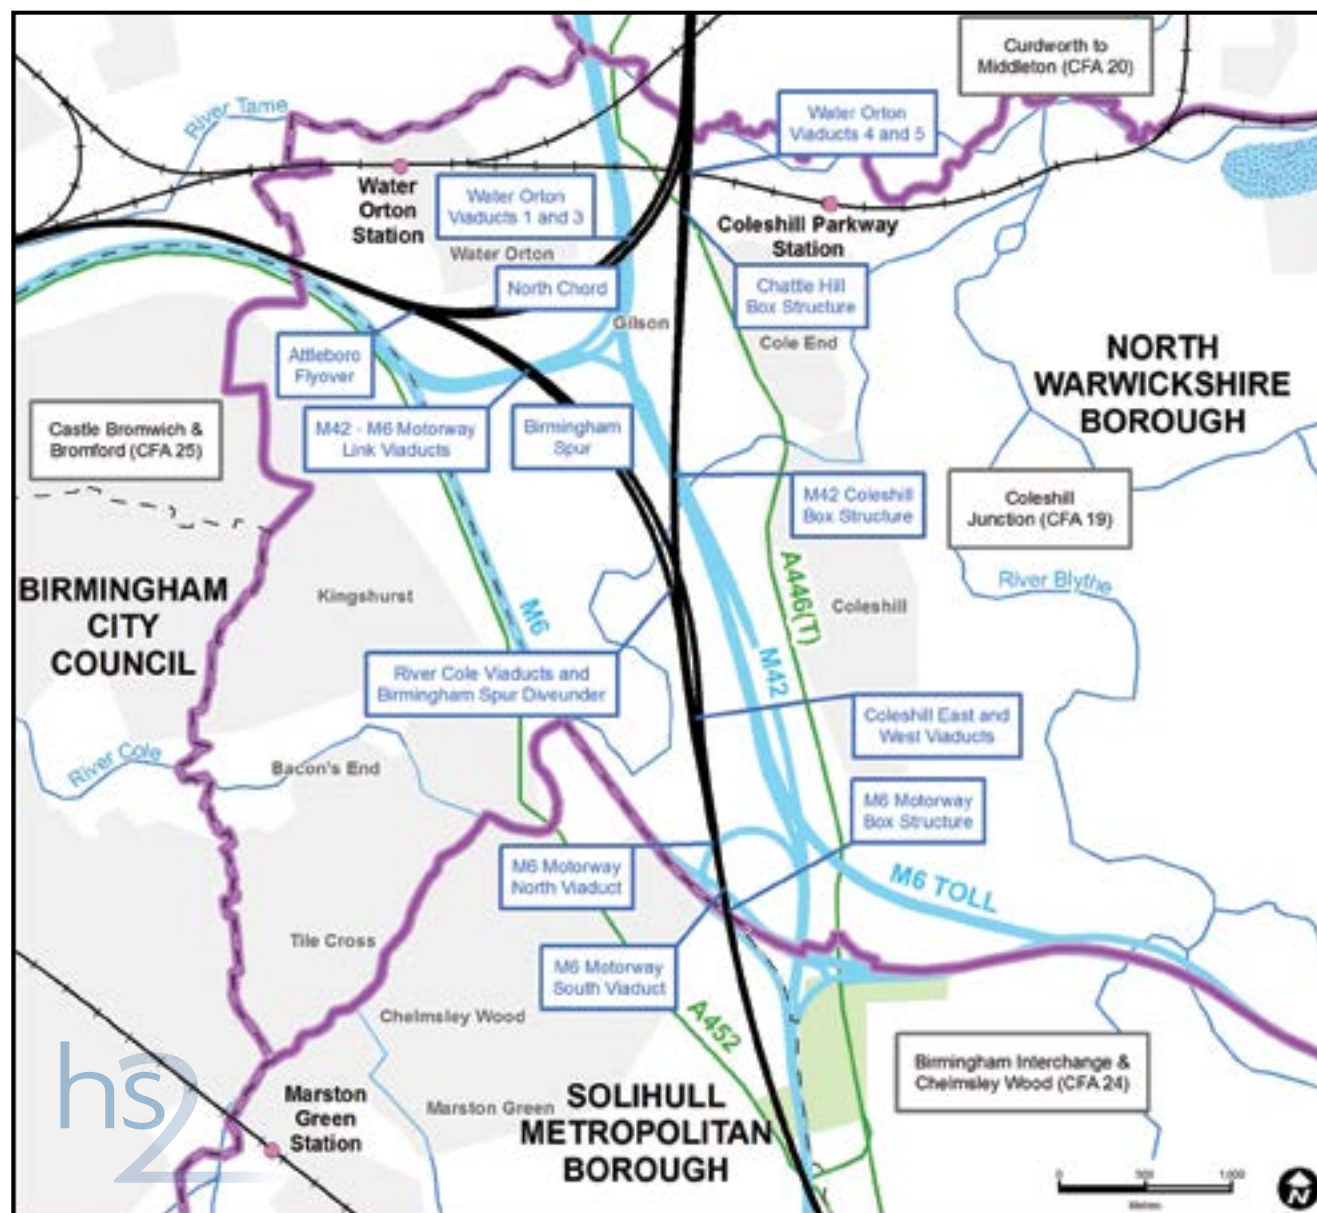 Curdworth to
Middleton (CFA 20)
River Tame
Water Orton
Viaducts 4 and 5
Water
Orton
Station
Water Orton
Viaducts 1 and 3
Coleshill Parkway
Station
Water Orton
North Chord
Chattle Hill
Box Structure
Gilson
Cole End
NORTH
WARWICKSHIRE
BOROUGH
Attleboro
Flyover
Castle Bromwich &
Bromford (CFA 25)
M42 - M6 Motorway
Link Viaducts
Birmingham
Spur
M42 Coleshill
Box Structure
Coleshill
Junction (CFA 19)
BIRMINGHAM
CITY
COUNCIL
Kingshurst
M6
A446(T)
Coleshill
River Blythe
River Cole Viaducts and
Birmingham Spur Diveunder
M42
Coleshill East and
West Viaducts
River Cole
Bacon's End
M6 Motorway
Box Structure
M6 Motorway
North Viaduct
M6 TOLL
Tile Cross
M6 Motorway
South Viaduct
Chelmsley Wood
A452
Birmingham Interchange &
Chelmsley Wood (CFA 24)
hs2
Marston
Green
Station
Marston Green
SOLIHULL
METROPOLITAN
BOROUGH
0 500 1,000
Metres
N